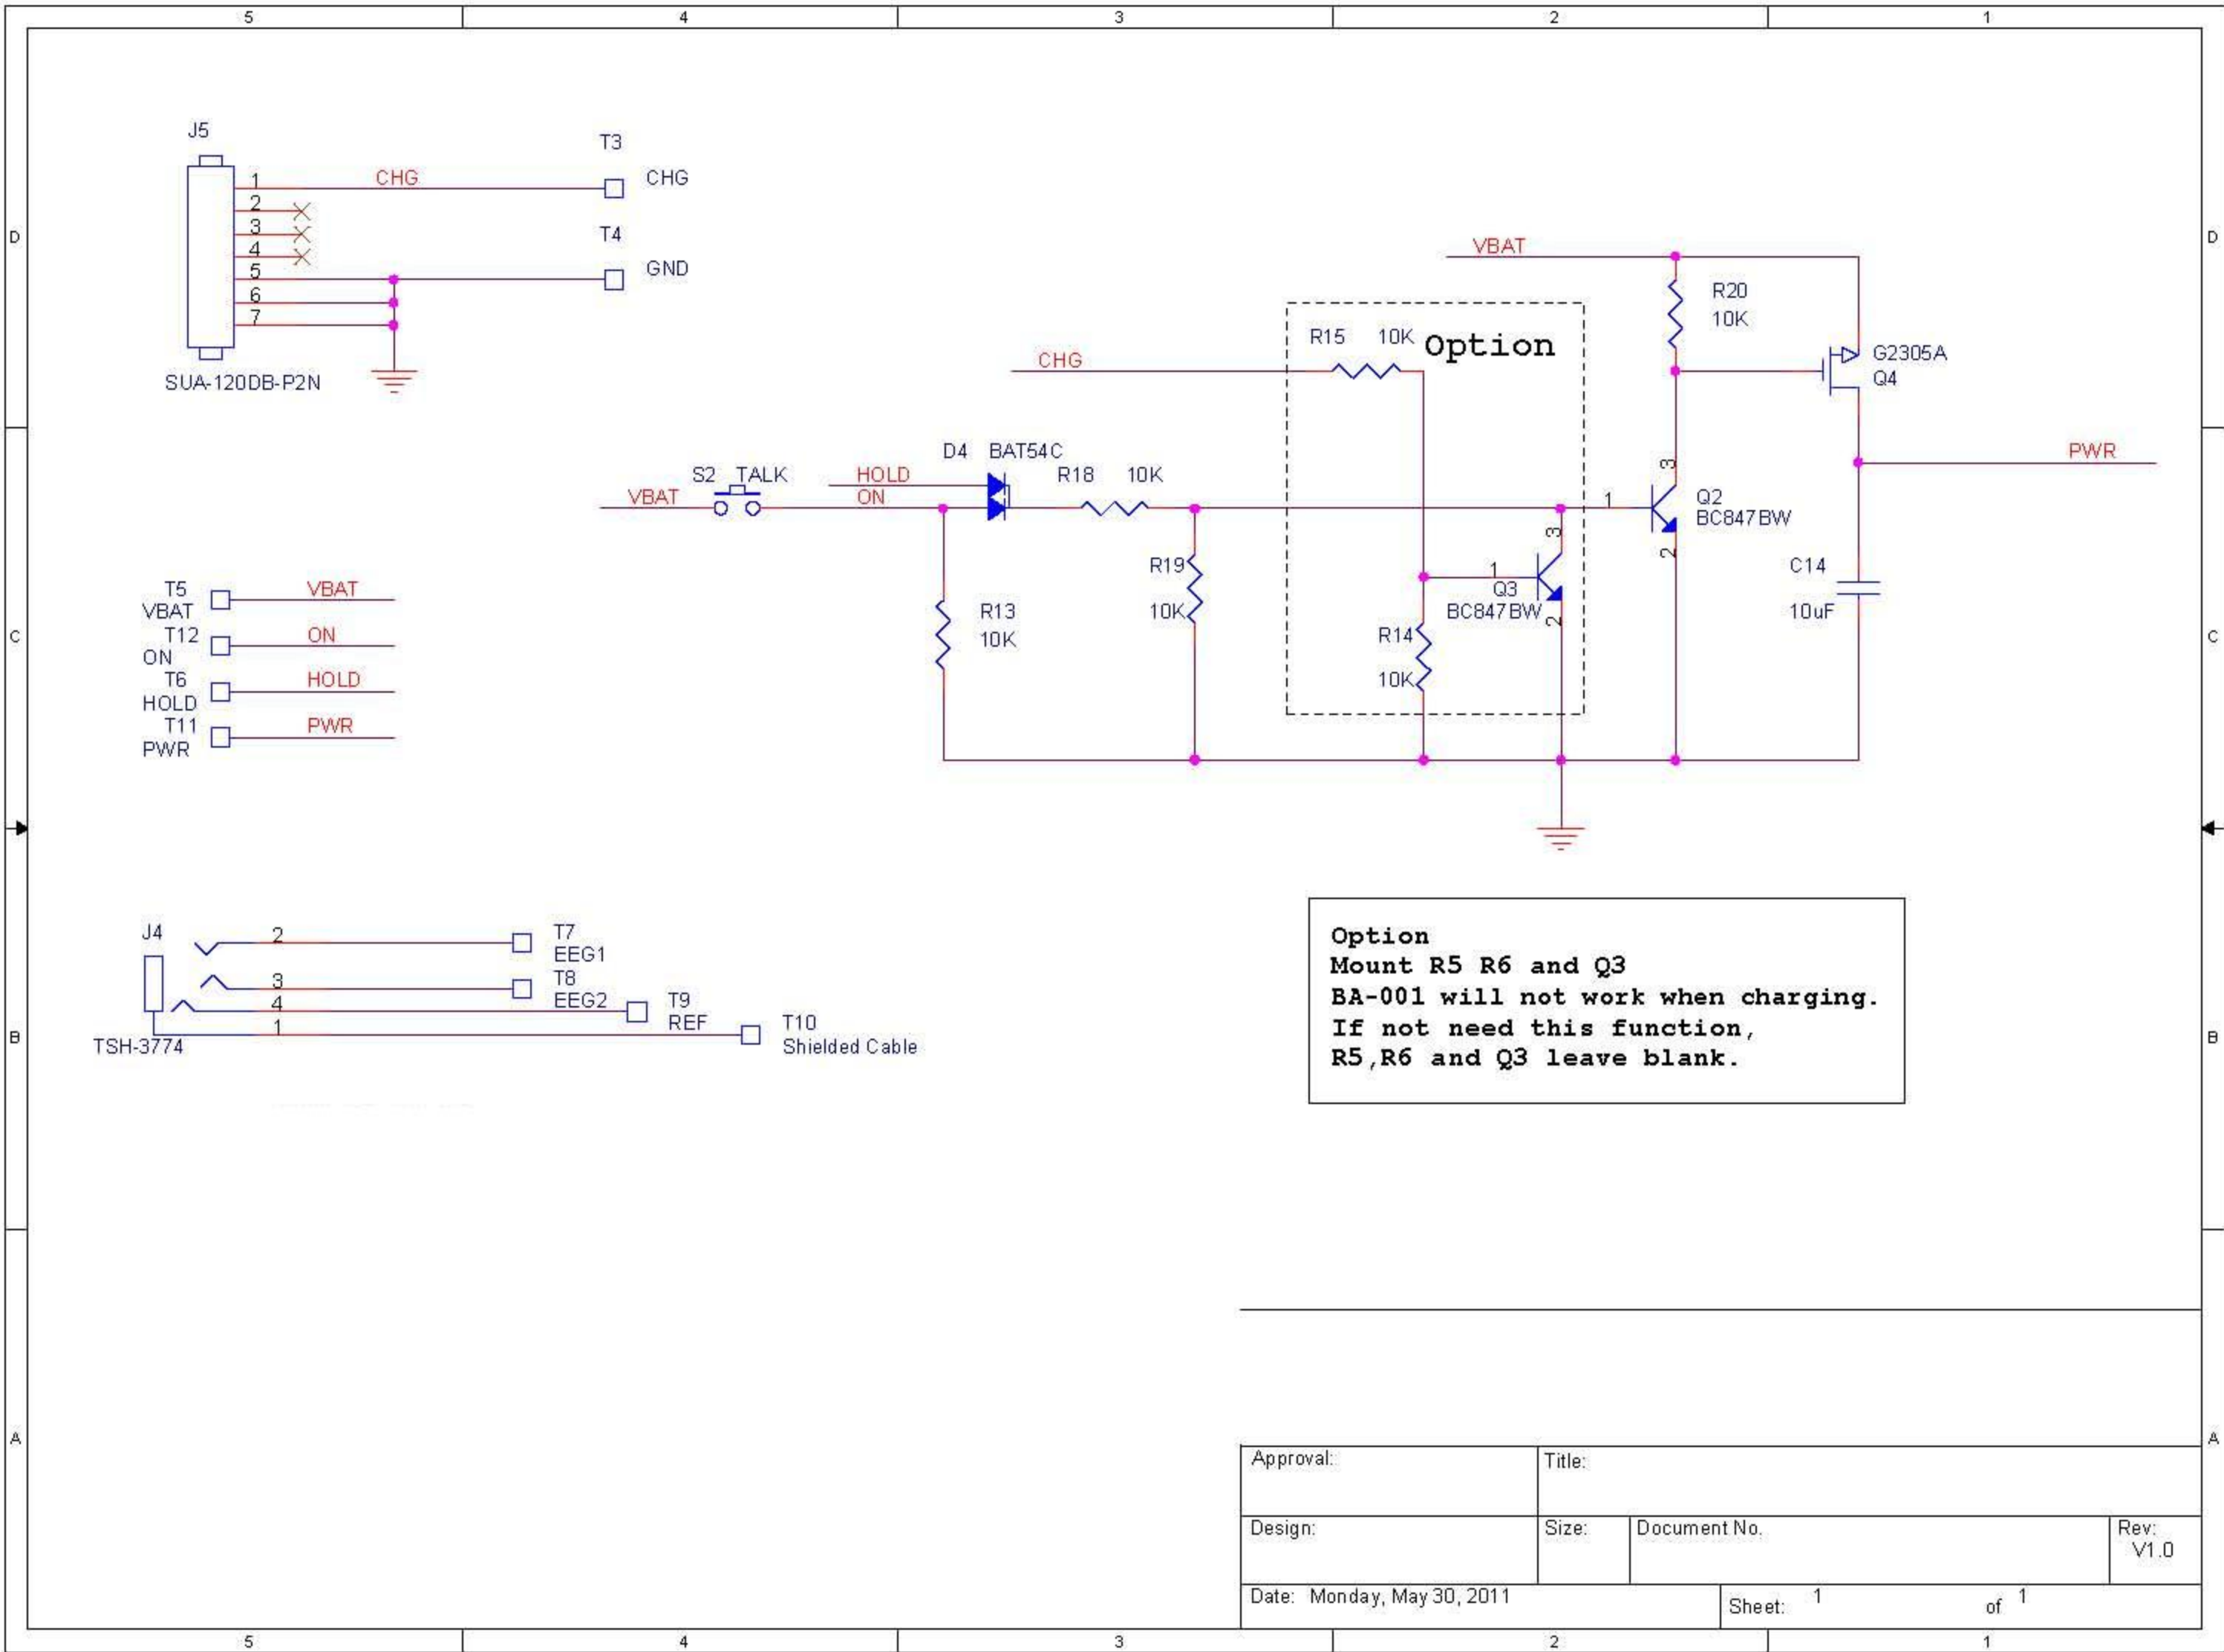 5
4
3
2
1
D
C
B
A
D
C
B
A
J5
1
2
3
4
5
6
7
CHG
SUA-120DB-P2N
T3
CHG
T4
GND
VBAT
R20
10K
G2305A
Q4
R15 10K
Option
CHG
D4 BAT54C
S2 TALK
HOLD
R18 10K
VBAT
ON
PWR
3
1
Q2
BC847BW
2
3
1
Q3
BC847BW
2
R19
10K
R13
10K
R14
10K
C14
10uF
T5
VBAT
VBAT
T12
ON
ON
T6
HOLD
HOLD
T11
PWR
PWR
J4
2
3
4
1
TSH-3774
T7
EEG1
T8
EEG2
T9
REF
T10
Shielded Cable
Option
Mount R5 R6 and Q3
BA-001 will not work when charging.
If not need this function,
R5,R6 and Q3 leave blank.
Approval:
Title:
Design:
Size:
Document No.
Rev:
V1.0
Date: Monday, May 30, 2011
Sheet: 1 of 1
5
4
3
2
1